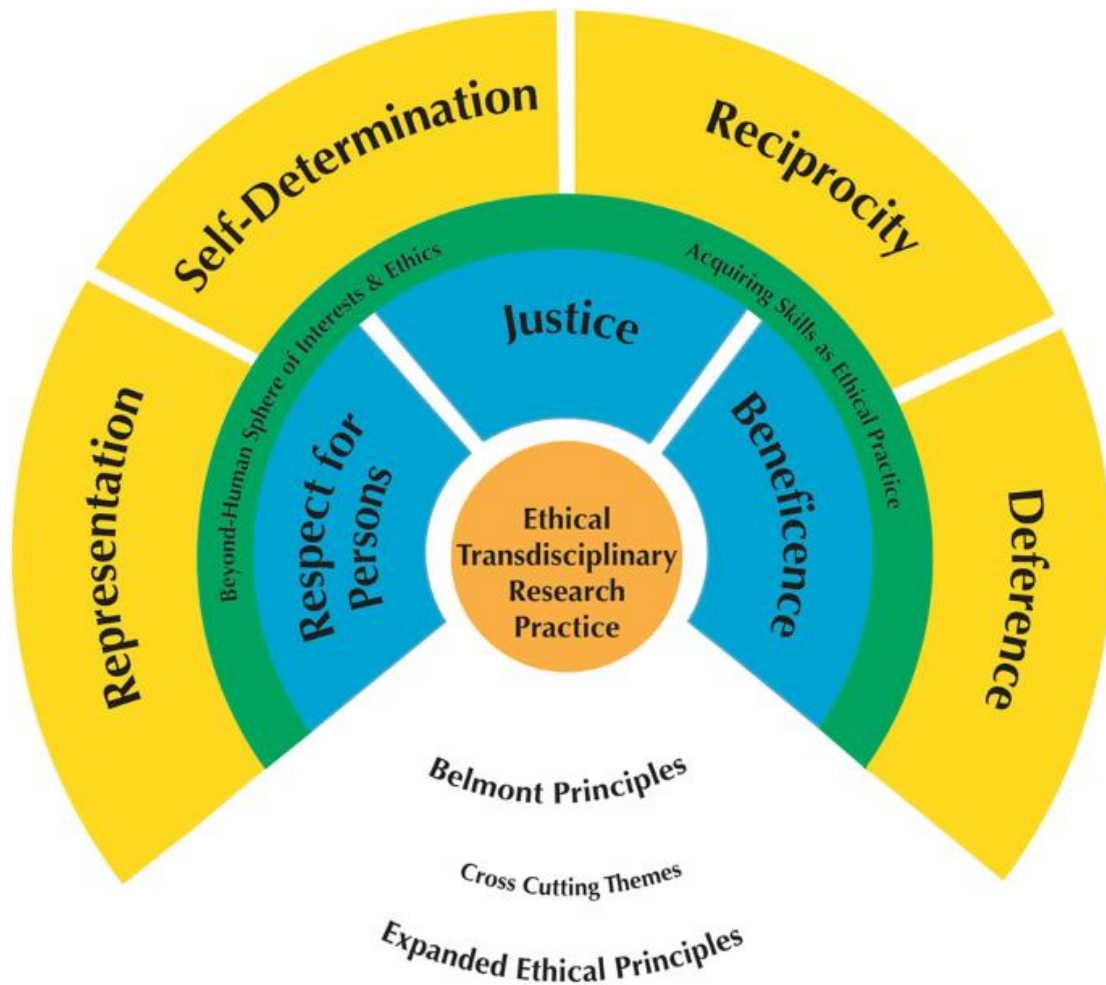 Self-Determination
Reciprocity
Representation
Deference
Beyond-Human Sphere of Interests & Ethics
Acquiring Skills as Ethical Practice
Respect for
Persons
Justice
Beneficence
Ethical
Transdisciplinary
Research
Practice
Belmont Principles
Cross Cutting Themes
Expanded Ethical Principles